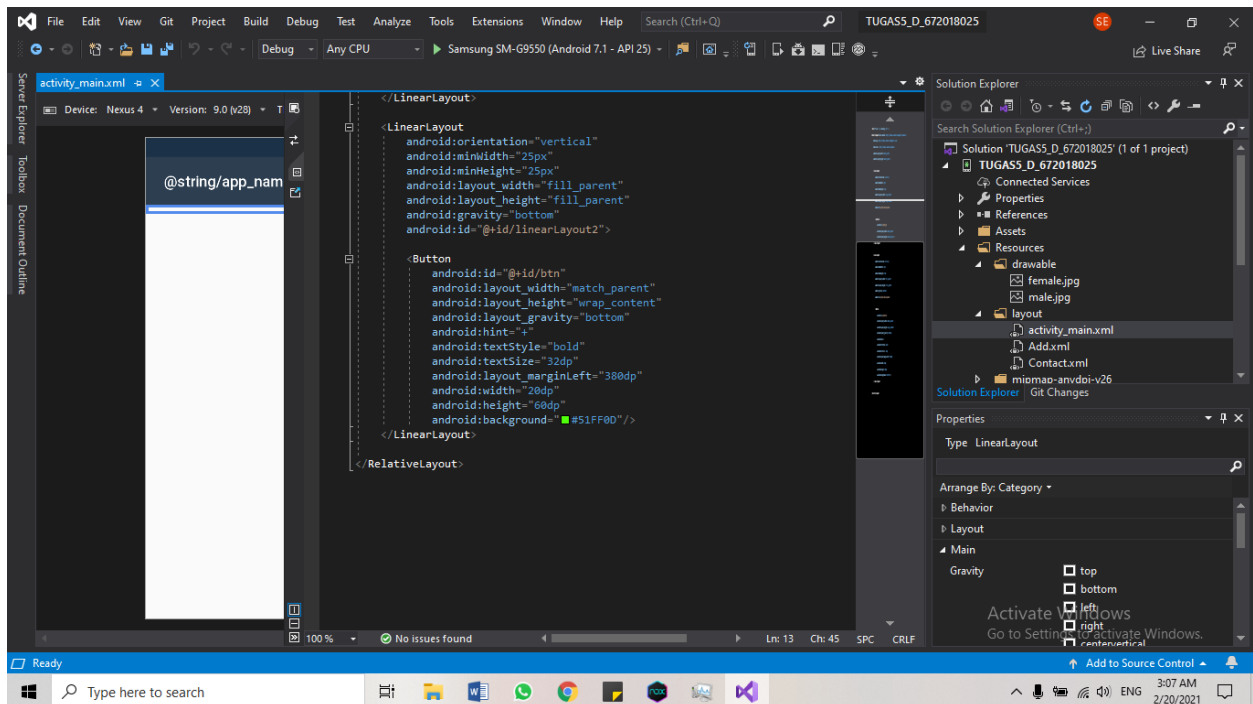 File Edit View Git Project Build Debug Test Analyze Tools Extensions Window Help Search (Ctrl+Q) TUGAS5_D_672018025 SE
Debug Any CPU Samsung SM-G9550 (Android 7.1 - API 25) Live Share
Server Explorer
Toolbox
Document Outline
activity_main.xml
Device: Nexus 4 Version: 9.0 (v28) T
@string/app_nam
</LinearLayout>
<LinearLayout
android:orientation="vertical"
android:minWidth="25px"
android:minHeight="25px"
android:layout_width="fill_parent"
android:layout_height="fill_parent"
android:gravity="bottom"
android:id="@+id/linearLayout2">
<Button
android:id="@+id/btn"
android:layout_width="match_parent"
android:layout_height="wrap_content"
android:layout_gravity="bottom"
android:hint="+"
android:textStyle="bold"
android:textSize="32dp"
android:layout_marginLeft="380dp"
android:width="20dp"
android:height="60dp"
android:background="#51FF0D"/>
</LinearLayout>
</RelativeLayout>
100 % No issues found Ln: 13 Ch: 45 SPC CRLF
Solution Explorer
Search Solution Explorer (Ctrl+;)
Solution 'TUGAS5_D_672018025' (1 of 1 project)
TUGAS5_D_672018025
Connected Services
Properties
References
Assets
Resources
drawable
female.jpg
male.jpg
layout
activity_main.xml
Add.xml
Contact.xml
mipmap-anydpi-v26
Solution Explorer Git Changes
Properties
Type LinearLayout
Arrange By: Category
Behavior
Layout
Main
Gravity top
bottom
left
right
centervertical
Activate Windows
Go to Settings to activate Windows.
Ready Add to Source Control
Type here to search ENG 3:07 AM
2/20/2021